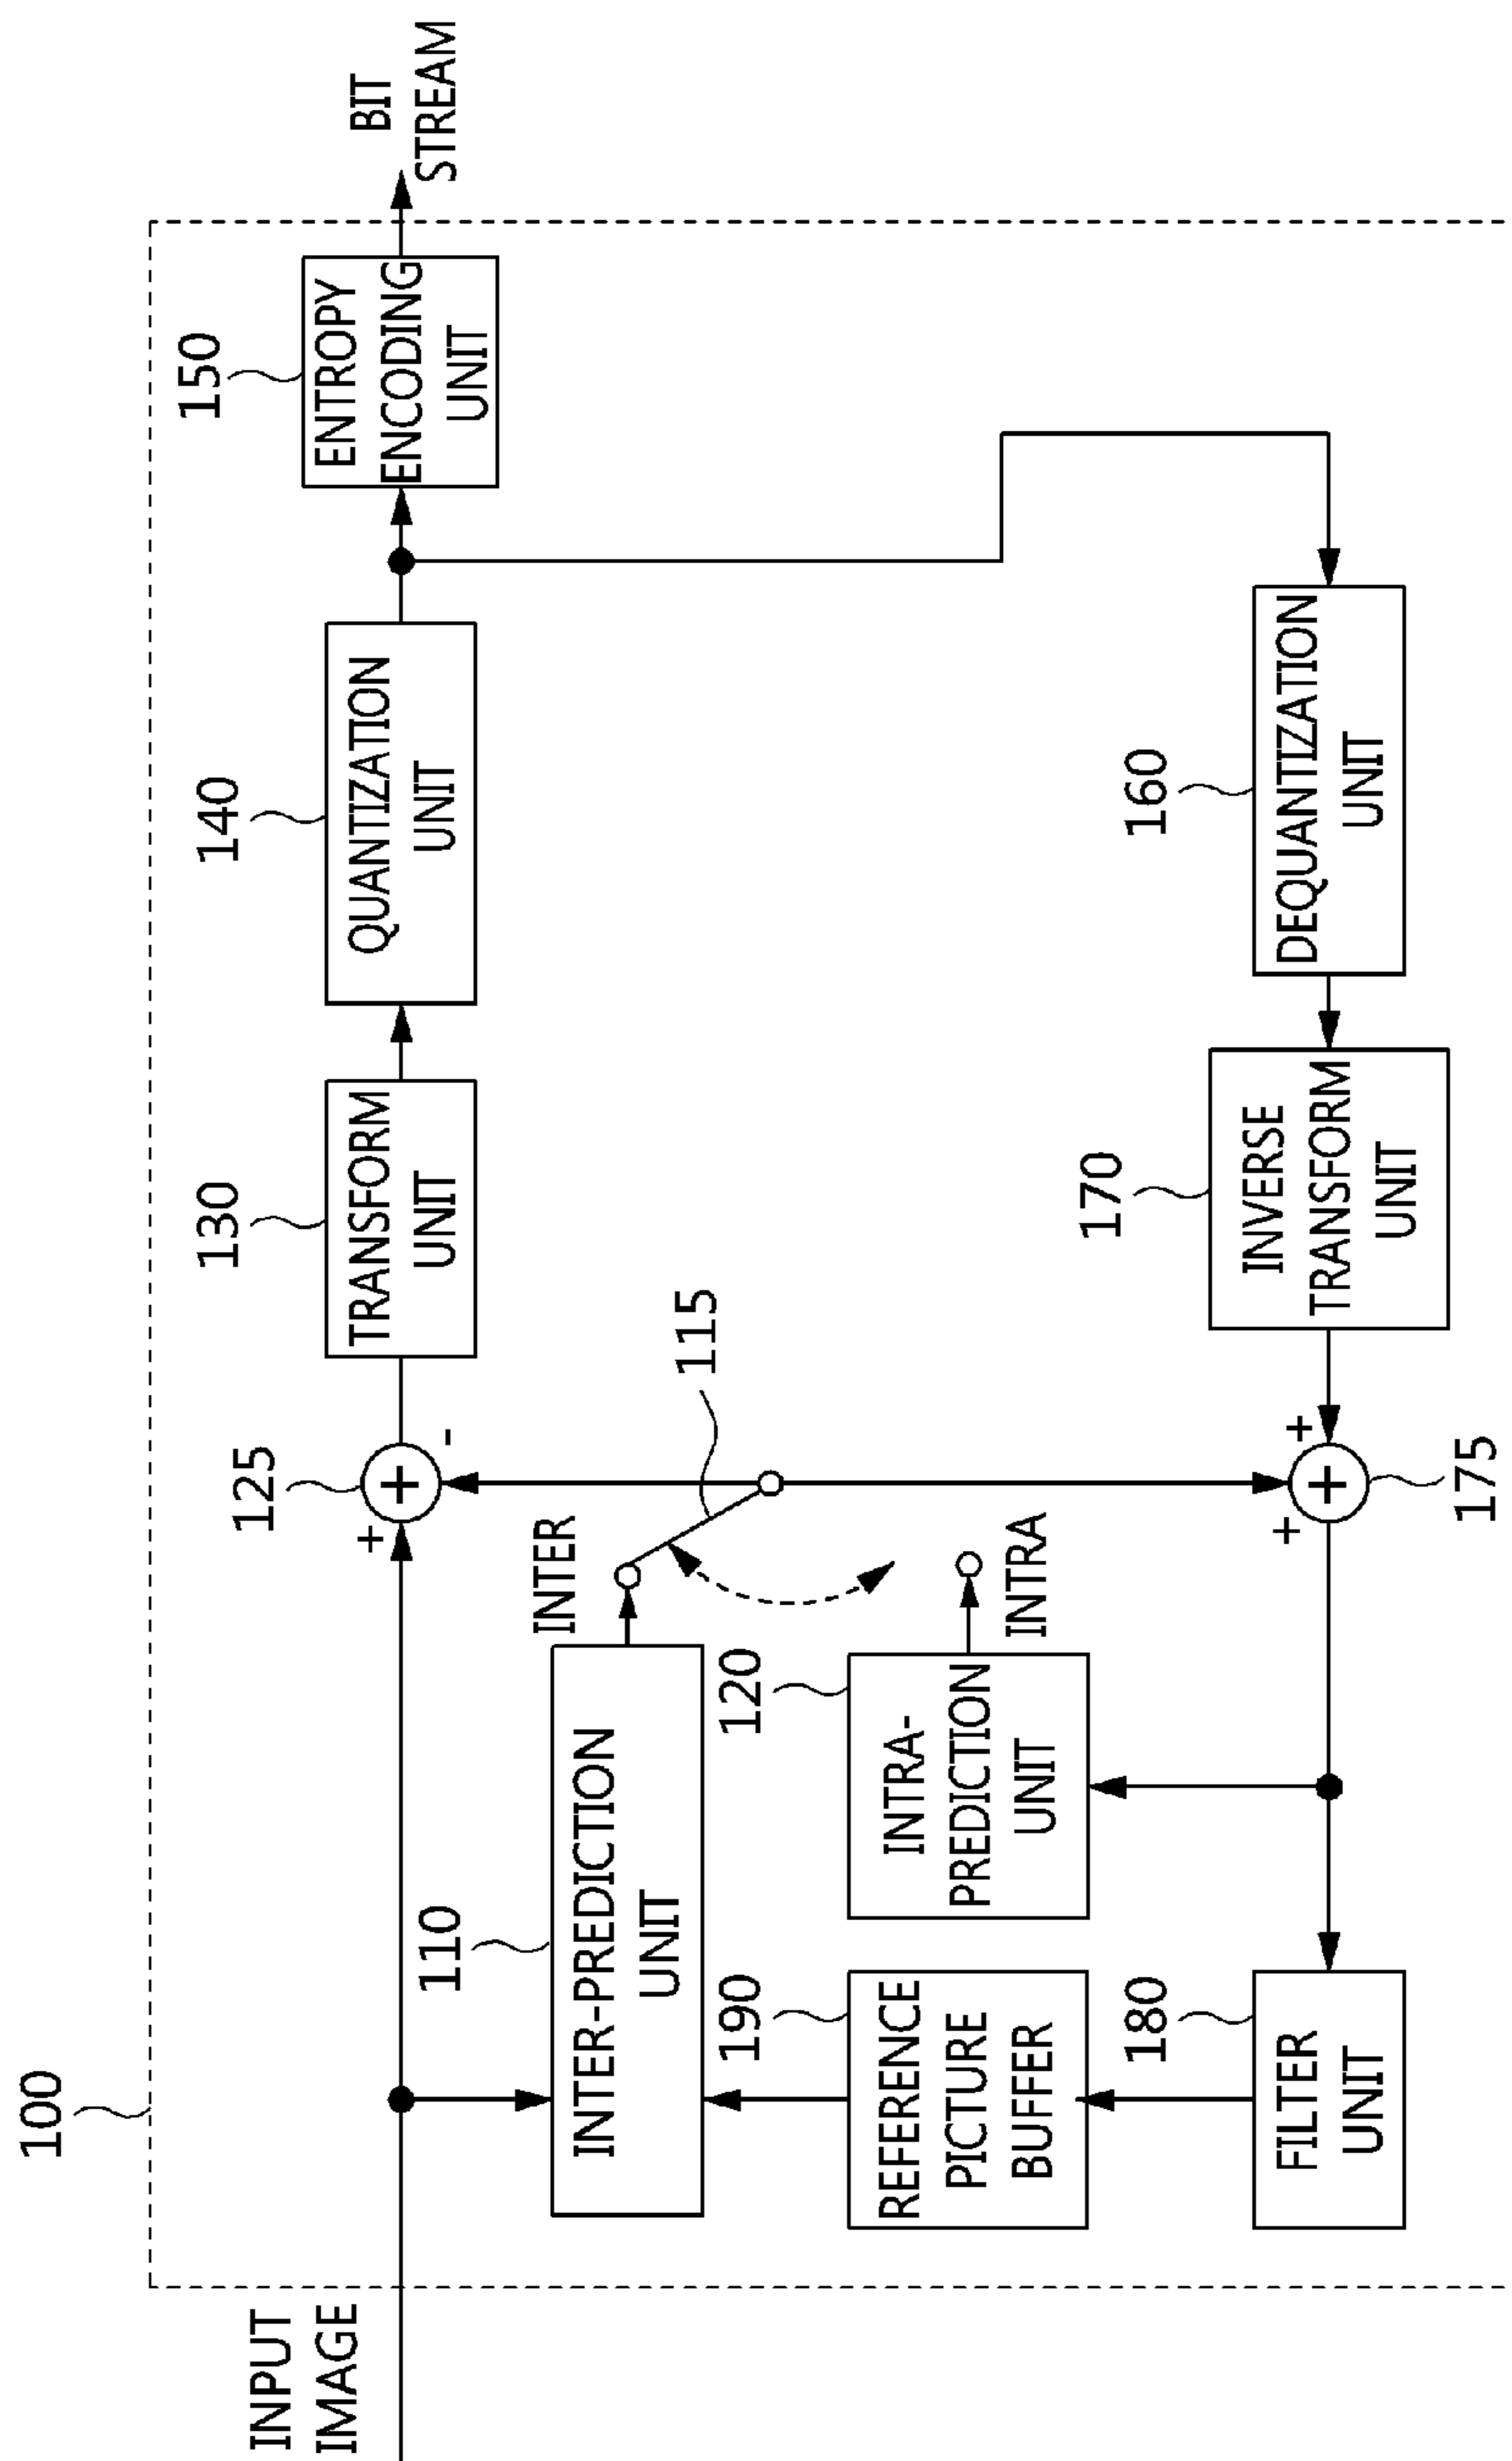 100
INPUT
IMAGE
125
+
+
-
130
TRANSFORM
UNIT
140
QUANTIZATION
UNIT
150
ENTROPY
ENCODING
UNIT
BIT
STREAM
110
INTER-PREDICTION
UNIT
INTER
115
190
REFERENCE
PICTURE
BUFFER
120
INTRA-
PREDICTION
UNIT
INTRA
180
FILTER
UNIT
+
+
+
175
170
INVERSE
TRANSFORM
UNIT
160
DEQUANTIZATION
UNIT